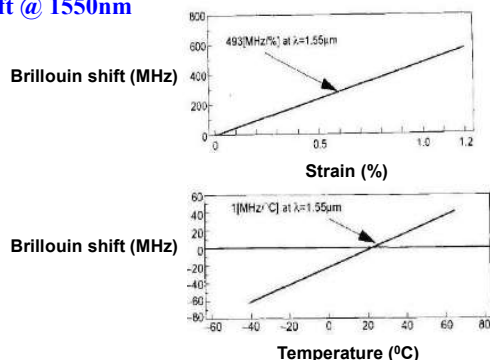 ft @ 1550nm
800
600
400
200
0
493[MHz/%] at λ=1.55μm
Brillouin shift (MHz)
0 0.5 1.0 1.2
Strain (%)
60
40
20
0
-20
-40
-60
-80
1[MHz/°C] at λ=1.55μm
Brillouin shift (MHz)
-60 -40 -20 0 20 40 60 80
Temperature (⁰C)